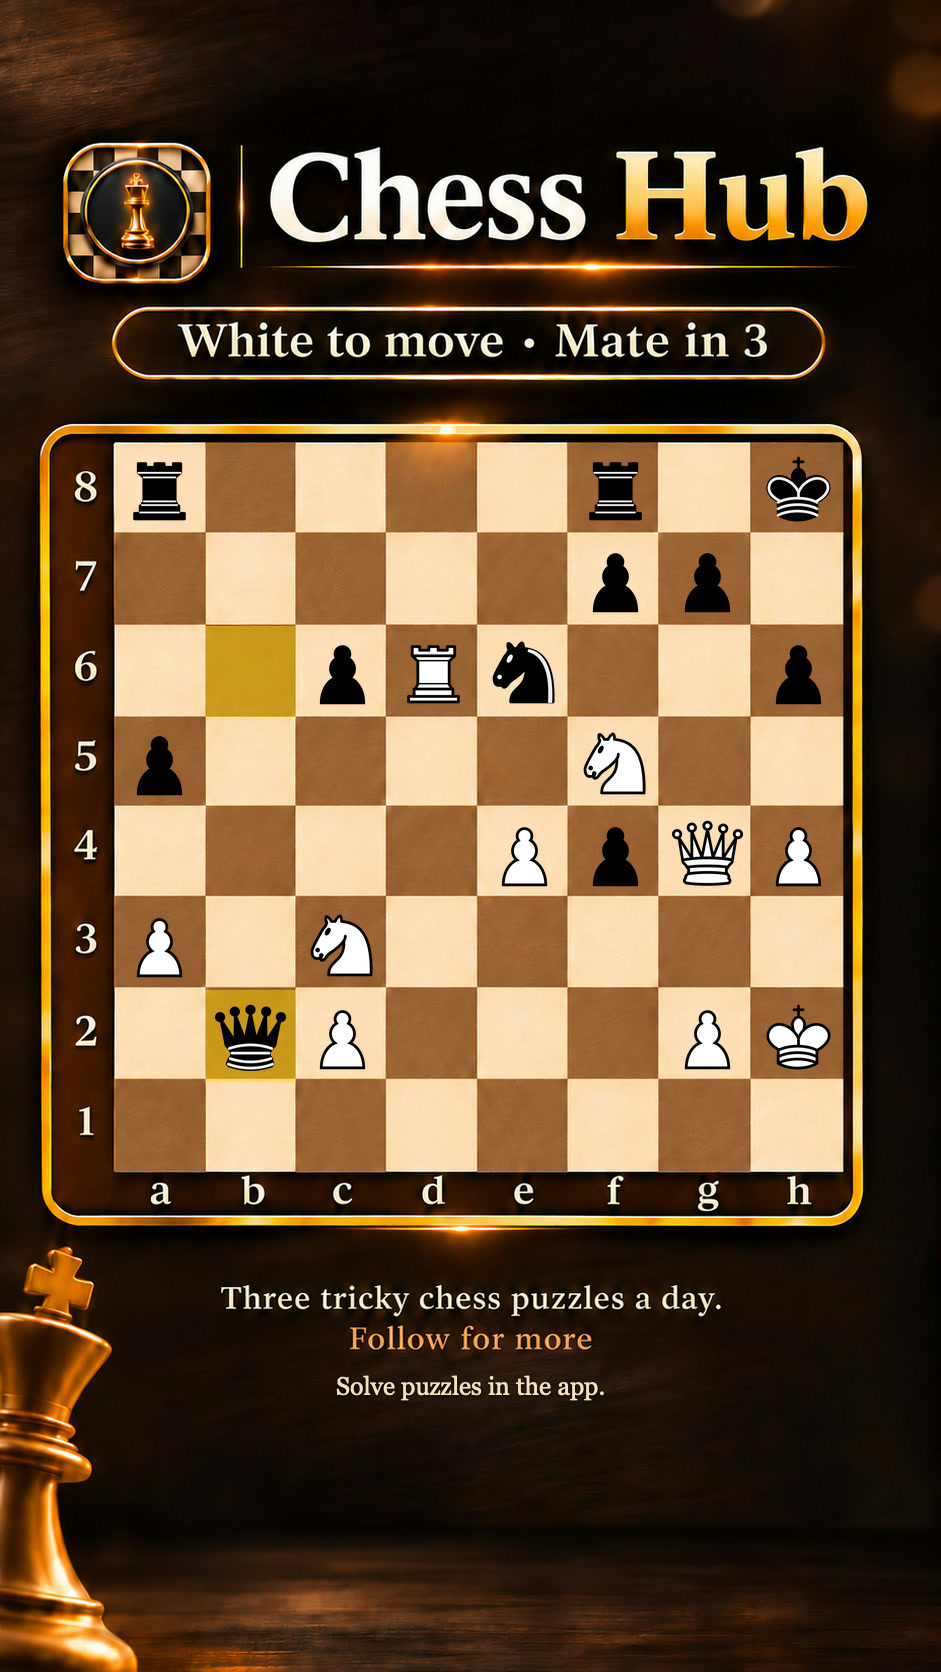 Chess Hub
White to move • Mate in 3
8
7
6
5
4
3
2
1
a b c d e f g h
Three tricky chess puzzles a day.
Follow for more
Solve puzzles in the app.